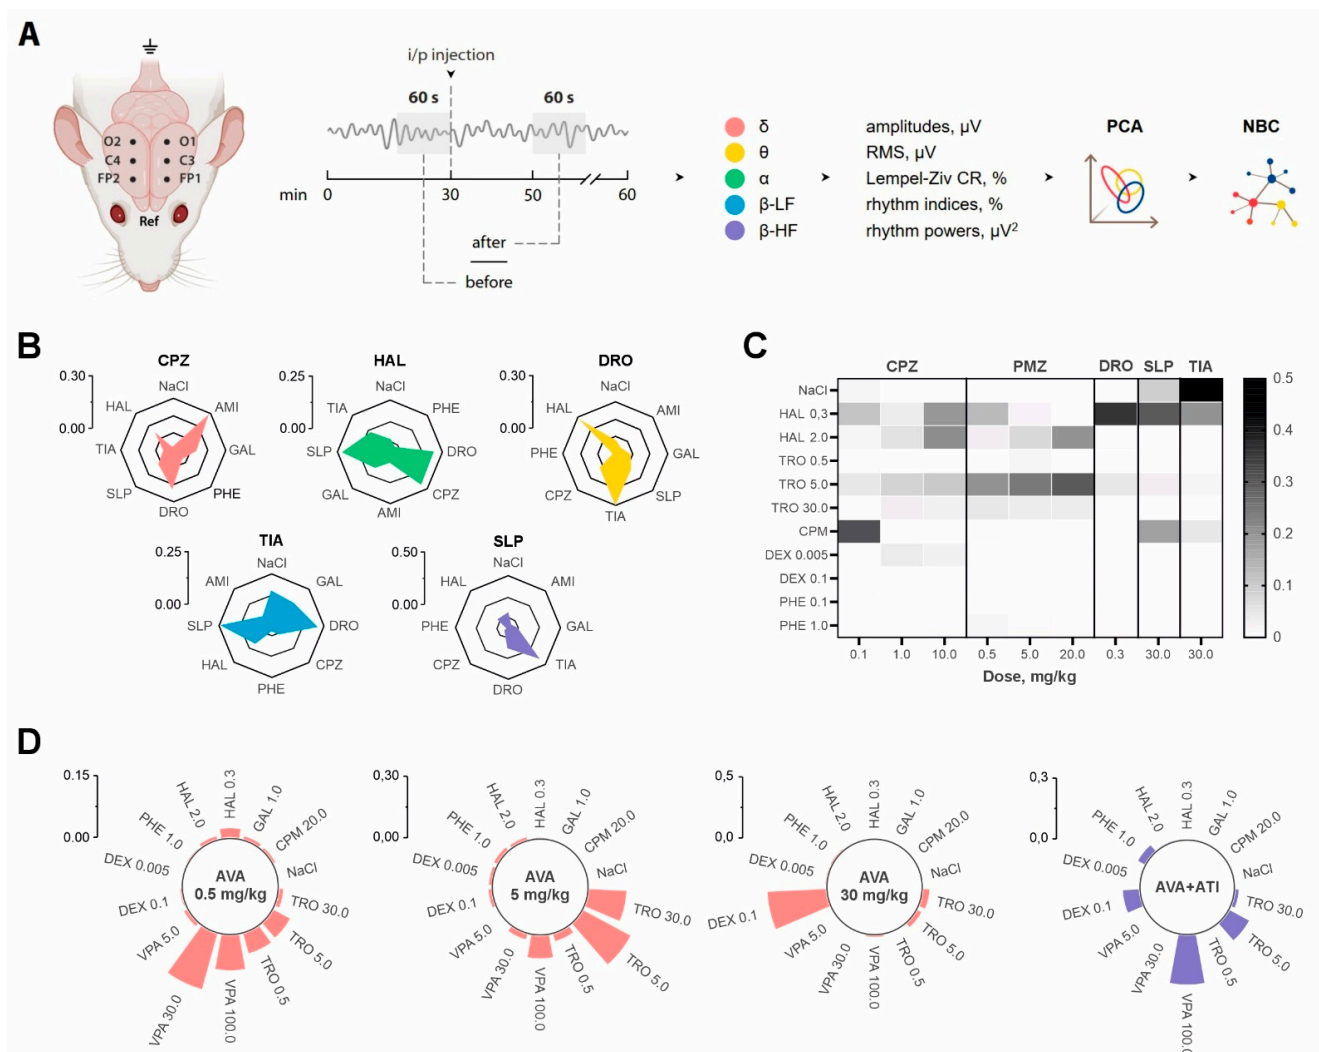 A
i/p injection
60 s
60 s
O2
O1
C4
C3
FP2
FP1
Ref
min
0
30
50
60
after
before
δ
θ
α
β-LF
β-HF
amplitudes, μV
RMS, μV
Lempel-Ziv CR, %
rhythm indices, %
rhythm powers, μV²
PCA
NBC
B
CPZ
0.30
0.00
NaCl
AMI
GAL
PHE
DRO
SLP
TIA
HAL
HAL
0.25
0.00
NaCl
PHE
DRO
CPZ
AMI
GAL
SLP
TIA
DRO
0.30
0.00
NaCl
AMI
GAL
SLP
TIA
CPZ
PHE
HAL
TIA
0.25
0.00
NaCl
GAL
DRO
CPZ
PHE
HAL
SLP
AMI
SLP
0.50
0.00
NaCl
AMI
GAL
TIA
DRO
CPZ
PHE
HAL
C
CPZ
PMZ
DRO
SLP
TIA
NaCl
HAL 0.3
HAL 2.0
TRO 0.5
TRO 5.0
TRO 30.0
CPM
DEX 0.005
DEX 0.1
PHE 0.1
PHE 1.0
0.1
1.0
10.0
0.5
5.0
20.0
0.3
30.0
30.0
Dose, mg/kg
0.5
0.4
0.3
0.2
0.1
0
D
0.15
0.00
AVA
0.5 mg/kg
HAL 0.3
GAL 1.0
CPM 20.0
NaCl
TRO 30.0
TRO 5.0
TRO 0.5
VPA 100.0
VPA 30.0
VPA 5.0
DEX 0.1
DEX 0.005
PHE 1.0
HAL 2.0
0,30
0,00
AVA
5 mg/kg
HAL 0.3
GAL 1.0
CPM 20.0
NaCl
TRO 30.0
TRO 5.0
TRO 0.5
VPA 100.0
VPA 30.0
VPA 5.0
DEX 0.1
DEX 0.005
PHE 1.0
HAL 2.0
0,5
0,0
AVA
30 mg/kg
HAL 0.3
GAL 1.0
CPM 20.0
NaCl
TRO 30.0
TRO 5.0
TRO 0.5
VPA 100.0
VPA 30.0
VPA 5.0
DEX 0.1
DEX 0.005
PHE 1.0
HAL 2.0
0,3
0,0
AVA+ATI
HAL 0.3
GAL 1.0
CPM 20.0
NaCl
TRO 30.0
TRO 5.0
TRO 0.5
VPA 100.0
VPA 30.0
VPA 5.0
DEX 0.1
DEX 0.005
PHE 1.0
HAL 2.0